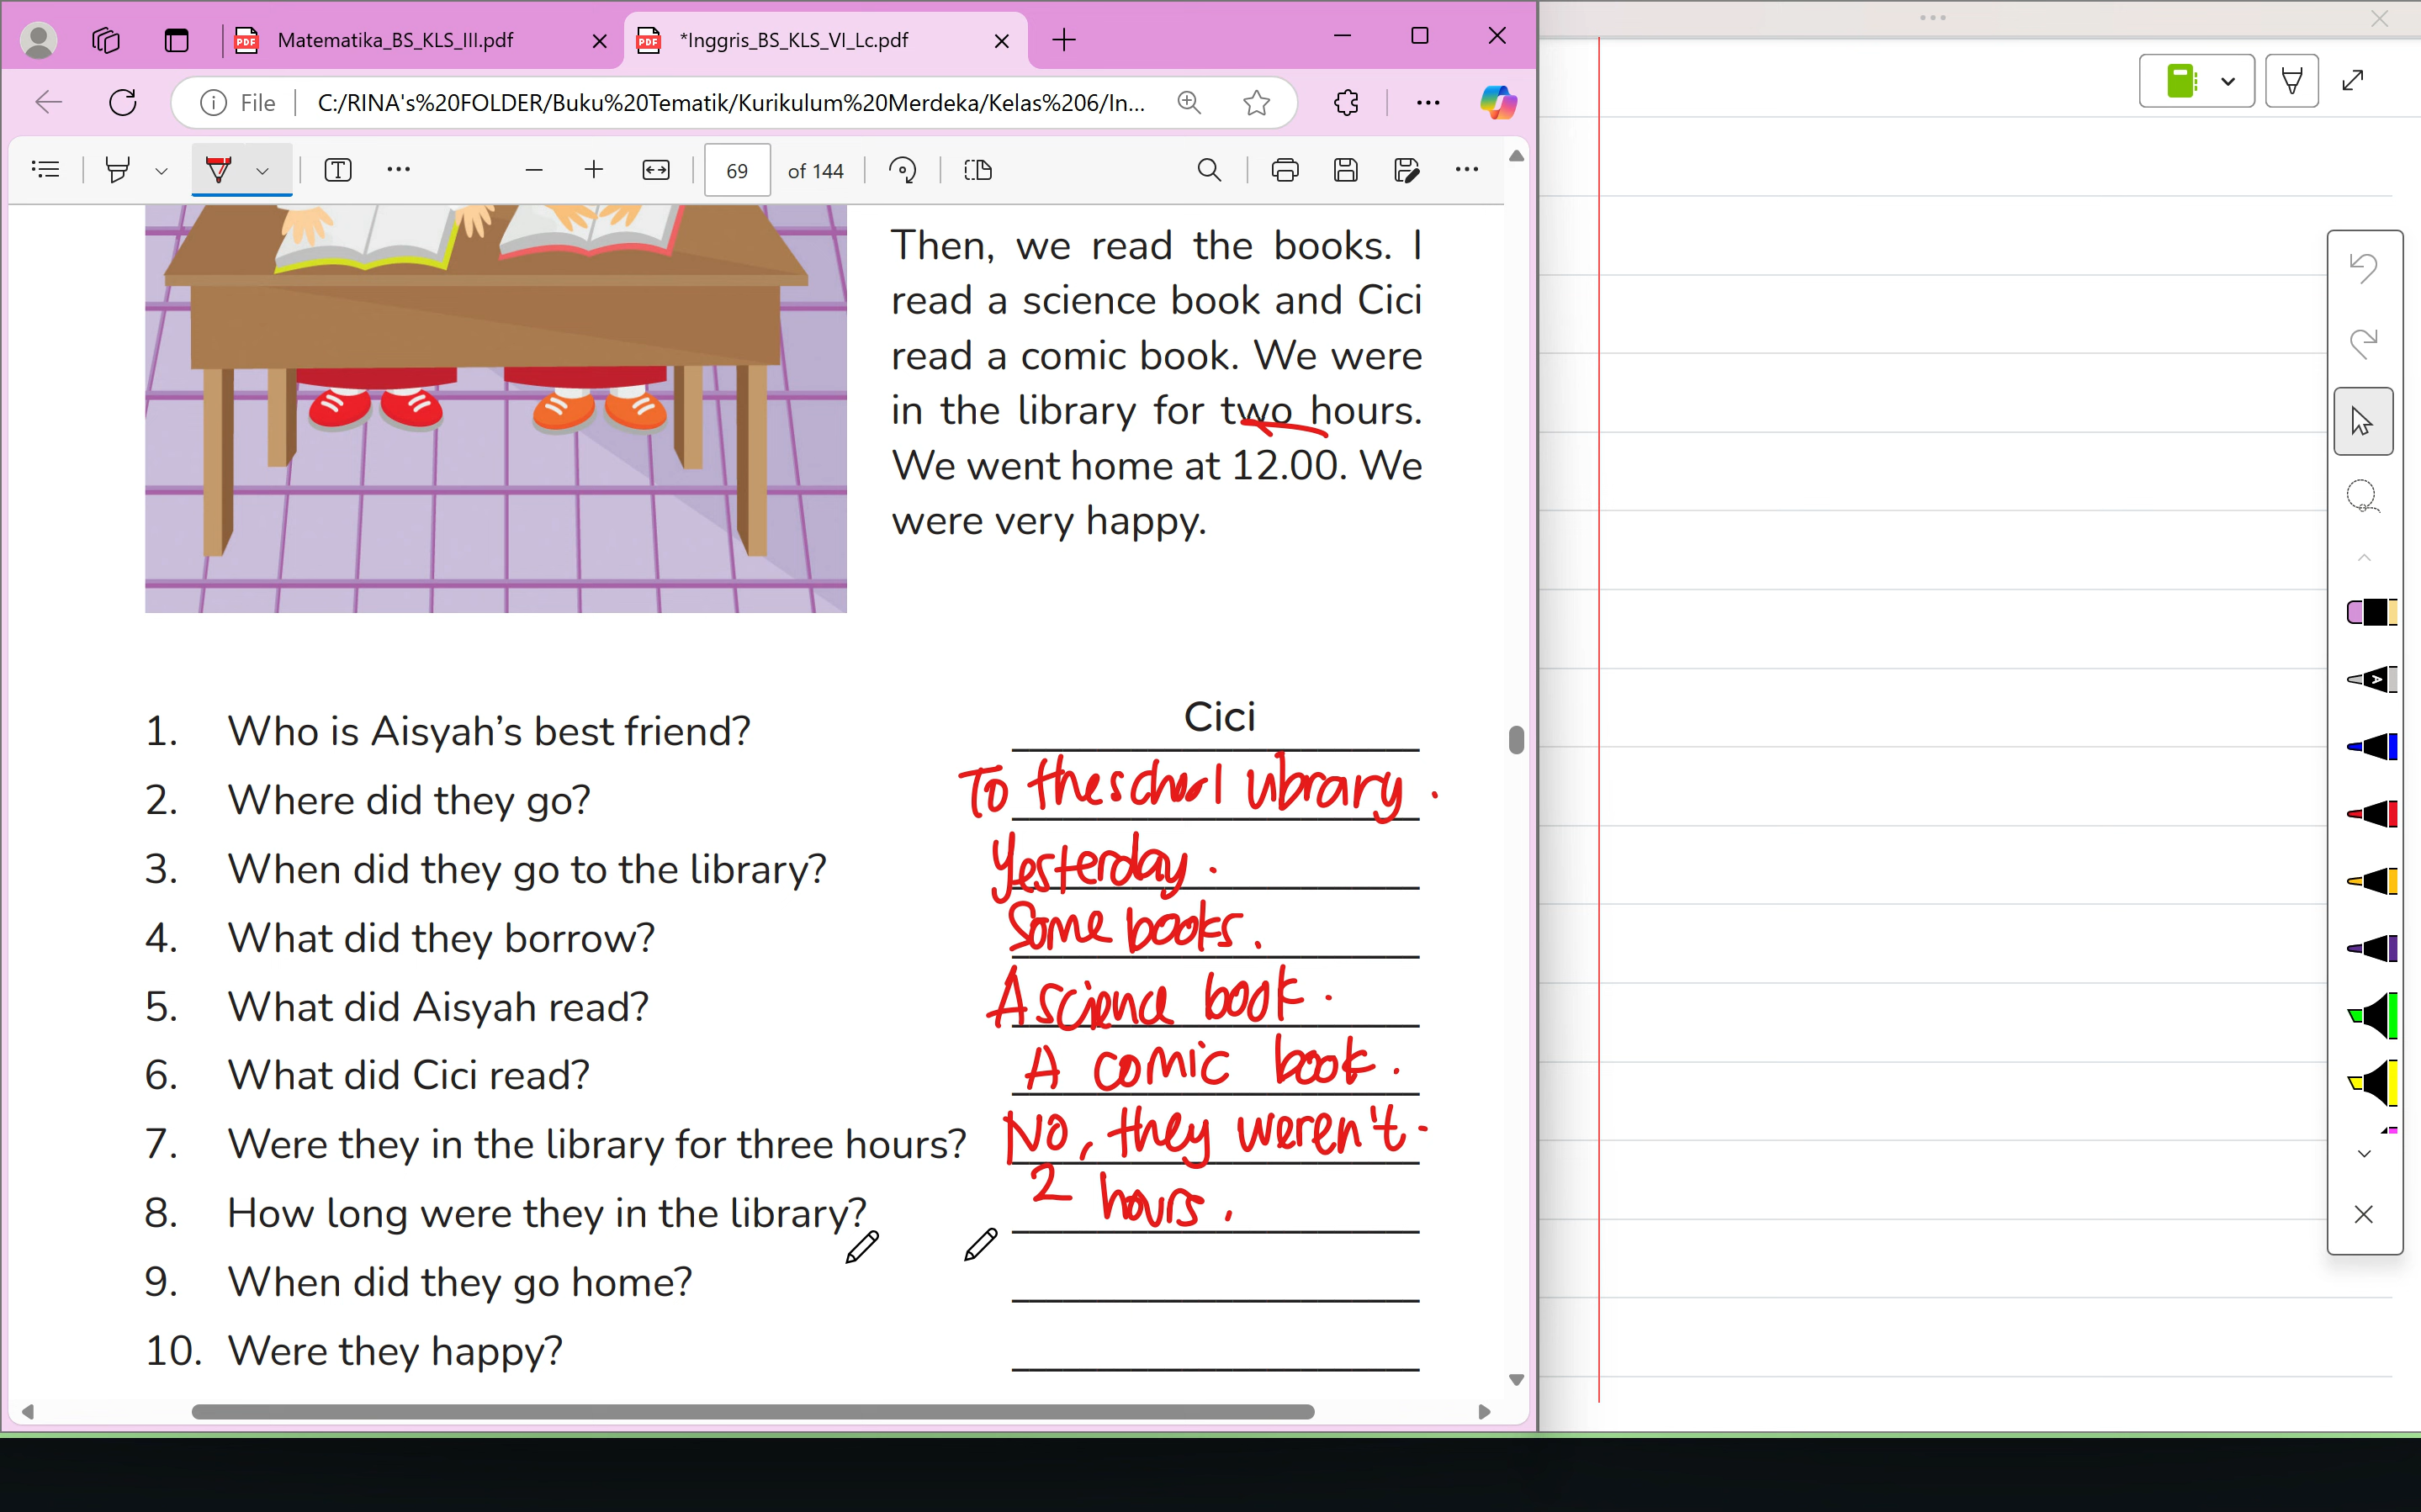 Matematika_BS_KLS_III.pdf
*Inggris_BS_KLS_VI_Lc.pdf
File
C:/RINA's%20FOLDER/Buku%20Tematik/Kurikulum%20Merdeka/Kelas%206/In...
69 of 144
Then, we read the books. I
read a science book and Cici
read a comic book. We were
in the library for two hours.
We went home at 12.00. We
were very happy.
1. Who is Aisyah’s best friend? Cici
2. Where did they go? To the school library.
3. When did they go to the library? Yesterday.
4. What did they borrow? Some books.
5. What did Aisyah read? A science book.
6. What did Cici read? A comic book.
7. Were they in the library for three hours? No, they weren't.
8. How long were they in the library? 2 hours.
9. When did they go home?
10. Were they happy?